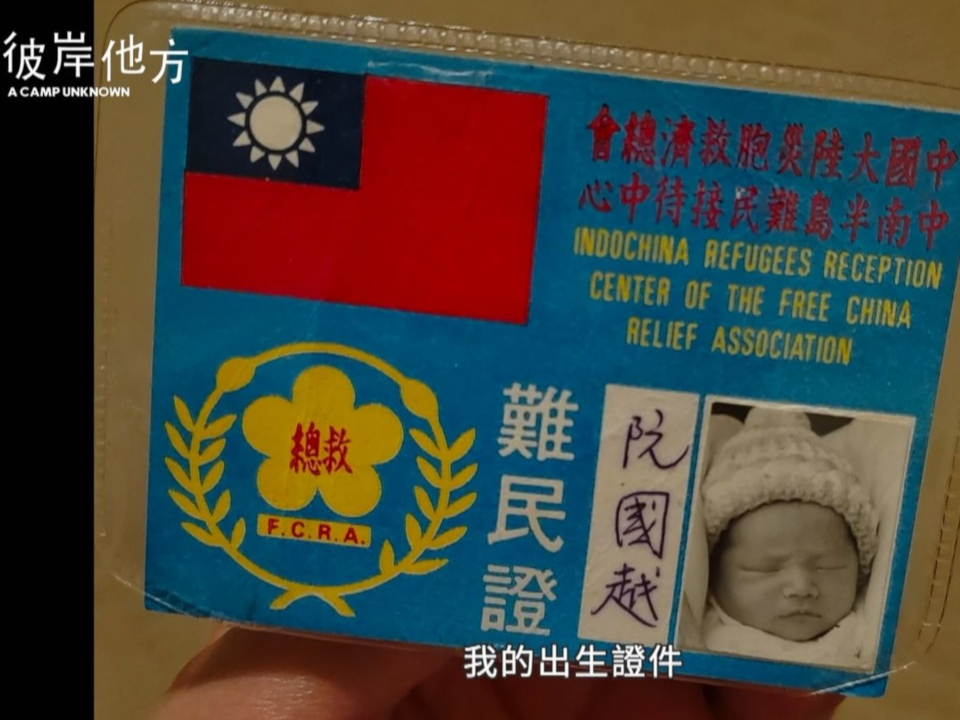 彼岸他方
A CAMP UNKNOWN
中國大陸災胞救濟總會
中南半島難民接待中心
INDOCHINA REFUGEES RECEPTION
CENTER OF THE FREE CHINA
RELIEF ASSOCIATION
救總
F.C.R.A.
難民證
阮國越
我的出生證件